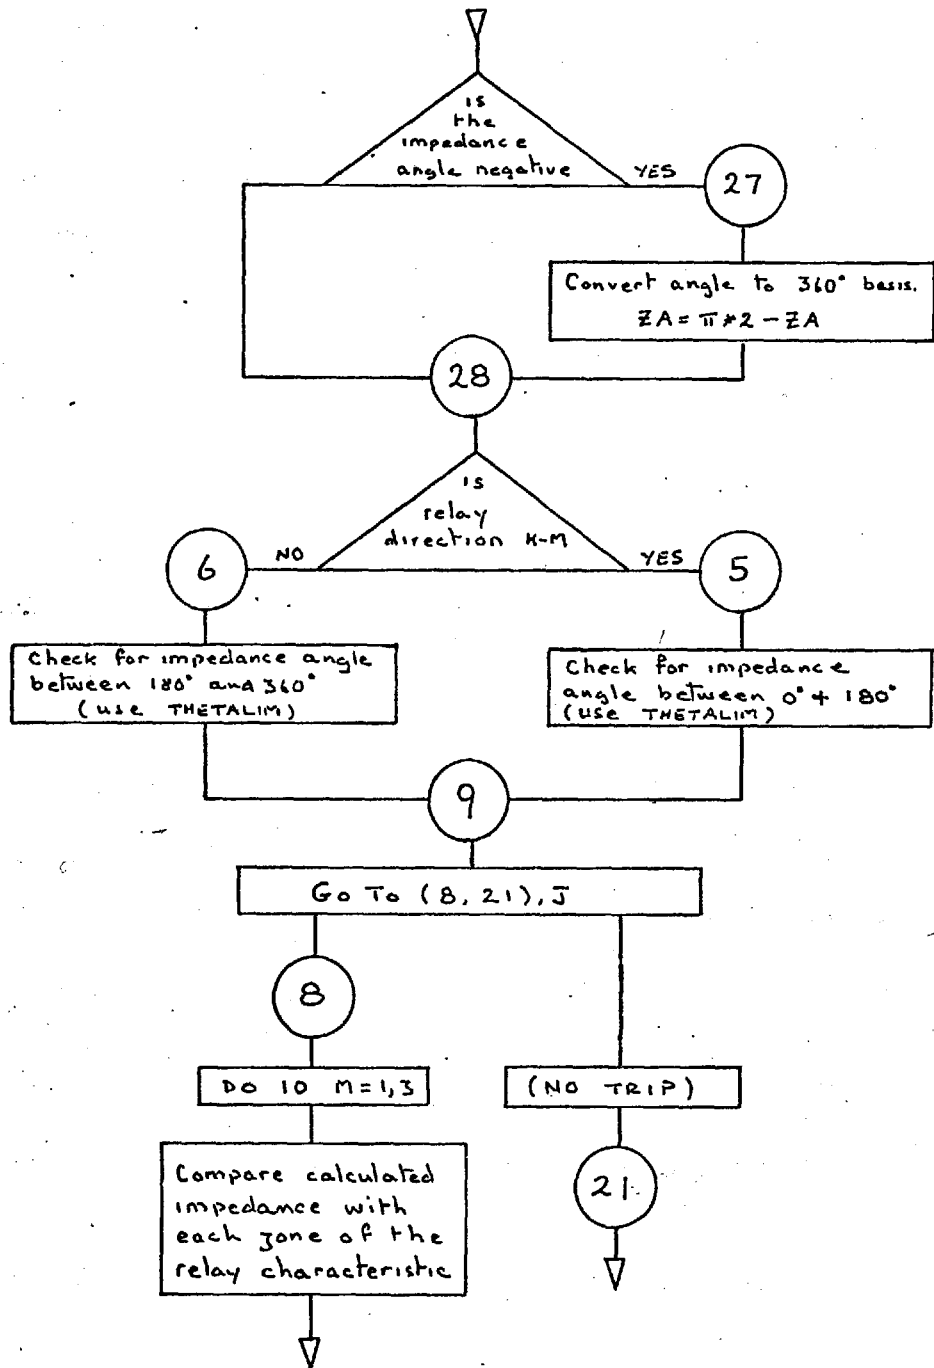 is
the
impedance
angle negative
YES
27
Convert angle to 360° basis.
ZA = π*2 - ZA
28
is
relay
direction K-M
NO
YES
6
5
Check for impedance angle
between 180° and 360°
(use THETALIM)
Check for impedance
angle between 0° + 180°
(use THETALIM)
9
Go To (8, 21), J
8
DO 10 M=1,3
(NO TRIP)
Compare calculated
impedance with
each zone of the
relay characteristic
21